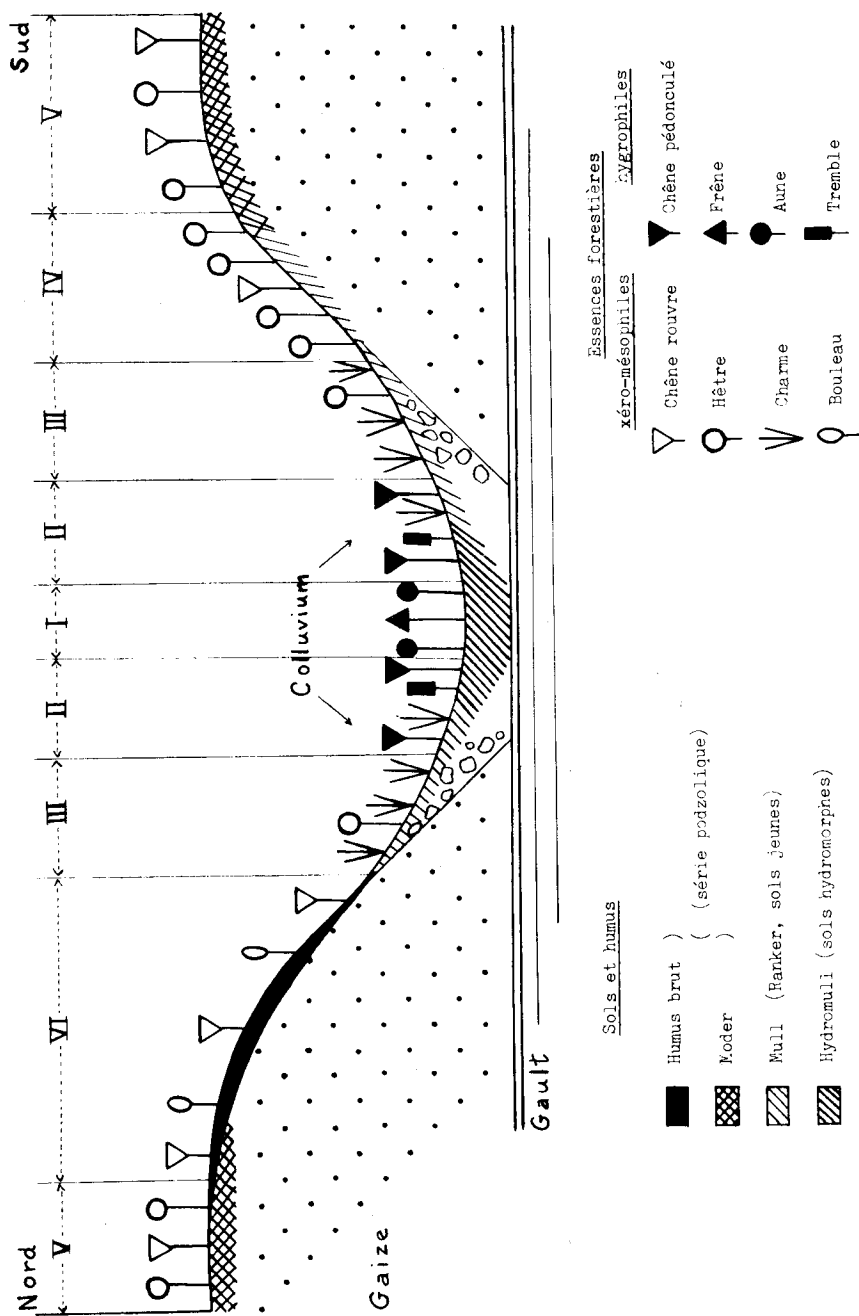 Nord Sud
V VI III II I II III IV V
Colluvium
Gaize
Gault
Sols et humus
Humus brut )
( (série podzolique)
Moder )
Mull (Ranker, sols jeunes)
Hydromull (sols hydromorphes)
Essences forestières
xéro-mésophiles hygrophiles
Chêne rouvre Chêne pédonculé
Hêtre Frêne
Charme Aune
Bouleau Tremble